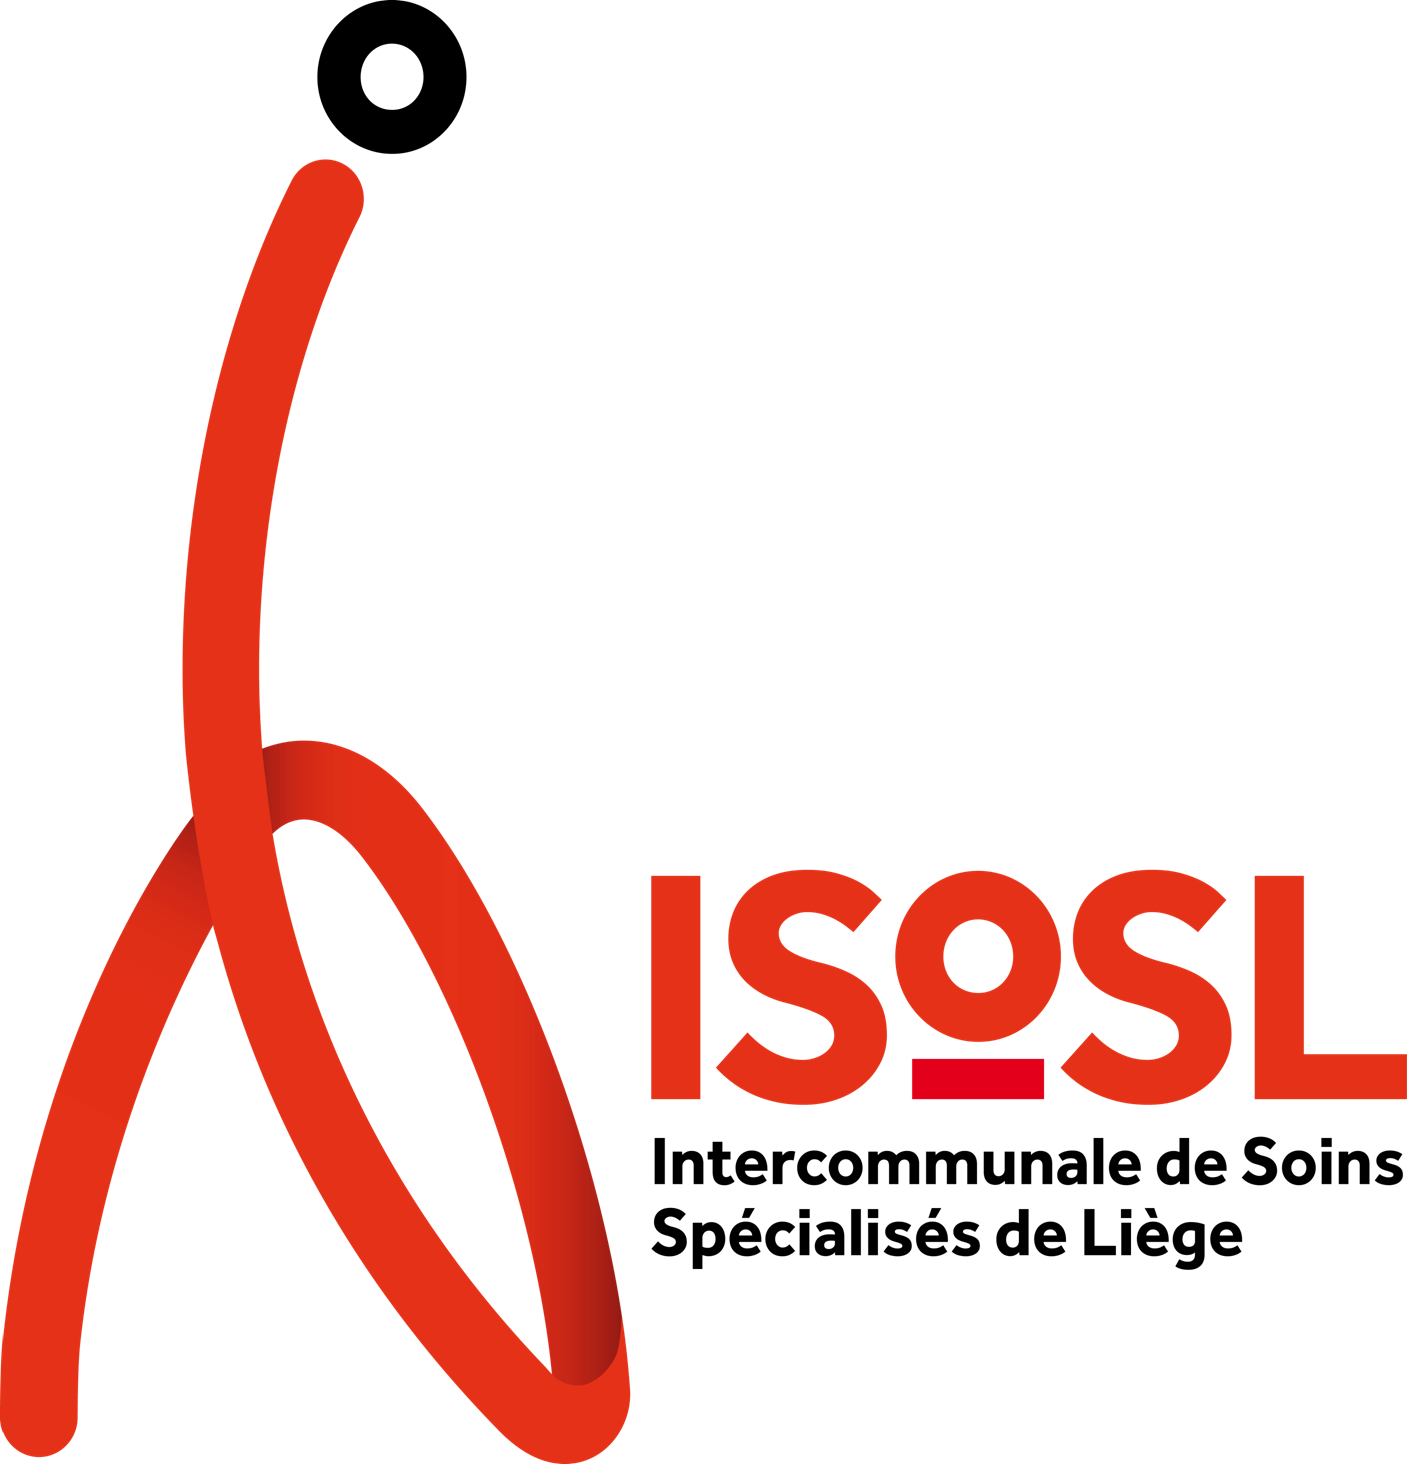 ISoSL
Intercommunale de Soins
Spécialisés de Liège